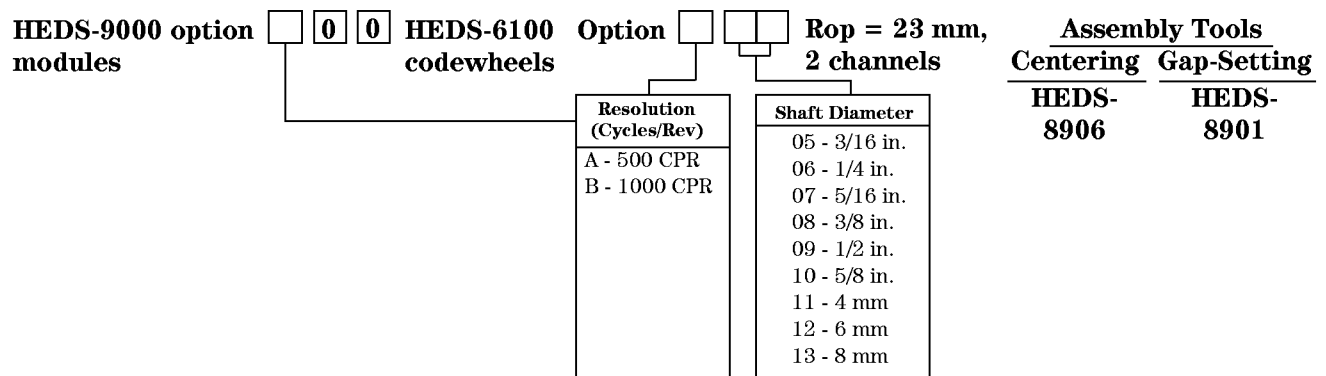 HEDS-9000 option 0 0 HEDS-6100 Option Rop = 23 mm,
modules codewheels 2 channels
Assembly Tools
Centering Gap-Setting
HEDS- HEDS-
8906 8901
Resolution
(Cycles/Rev)
A - 500 CPR
B - 1000 CPR
Shaft Diameter
05 - 3/16 in.
06 - 1/4 in.
07 - 5/16 in.
08 - 3/8 in.
09 - 1/2 in.
10 - 5/8 in.
11 - 4 mm
12 - 6 mm
13 - 8 mm